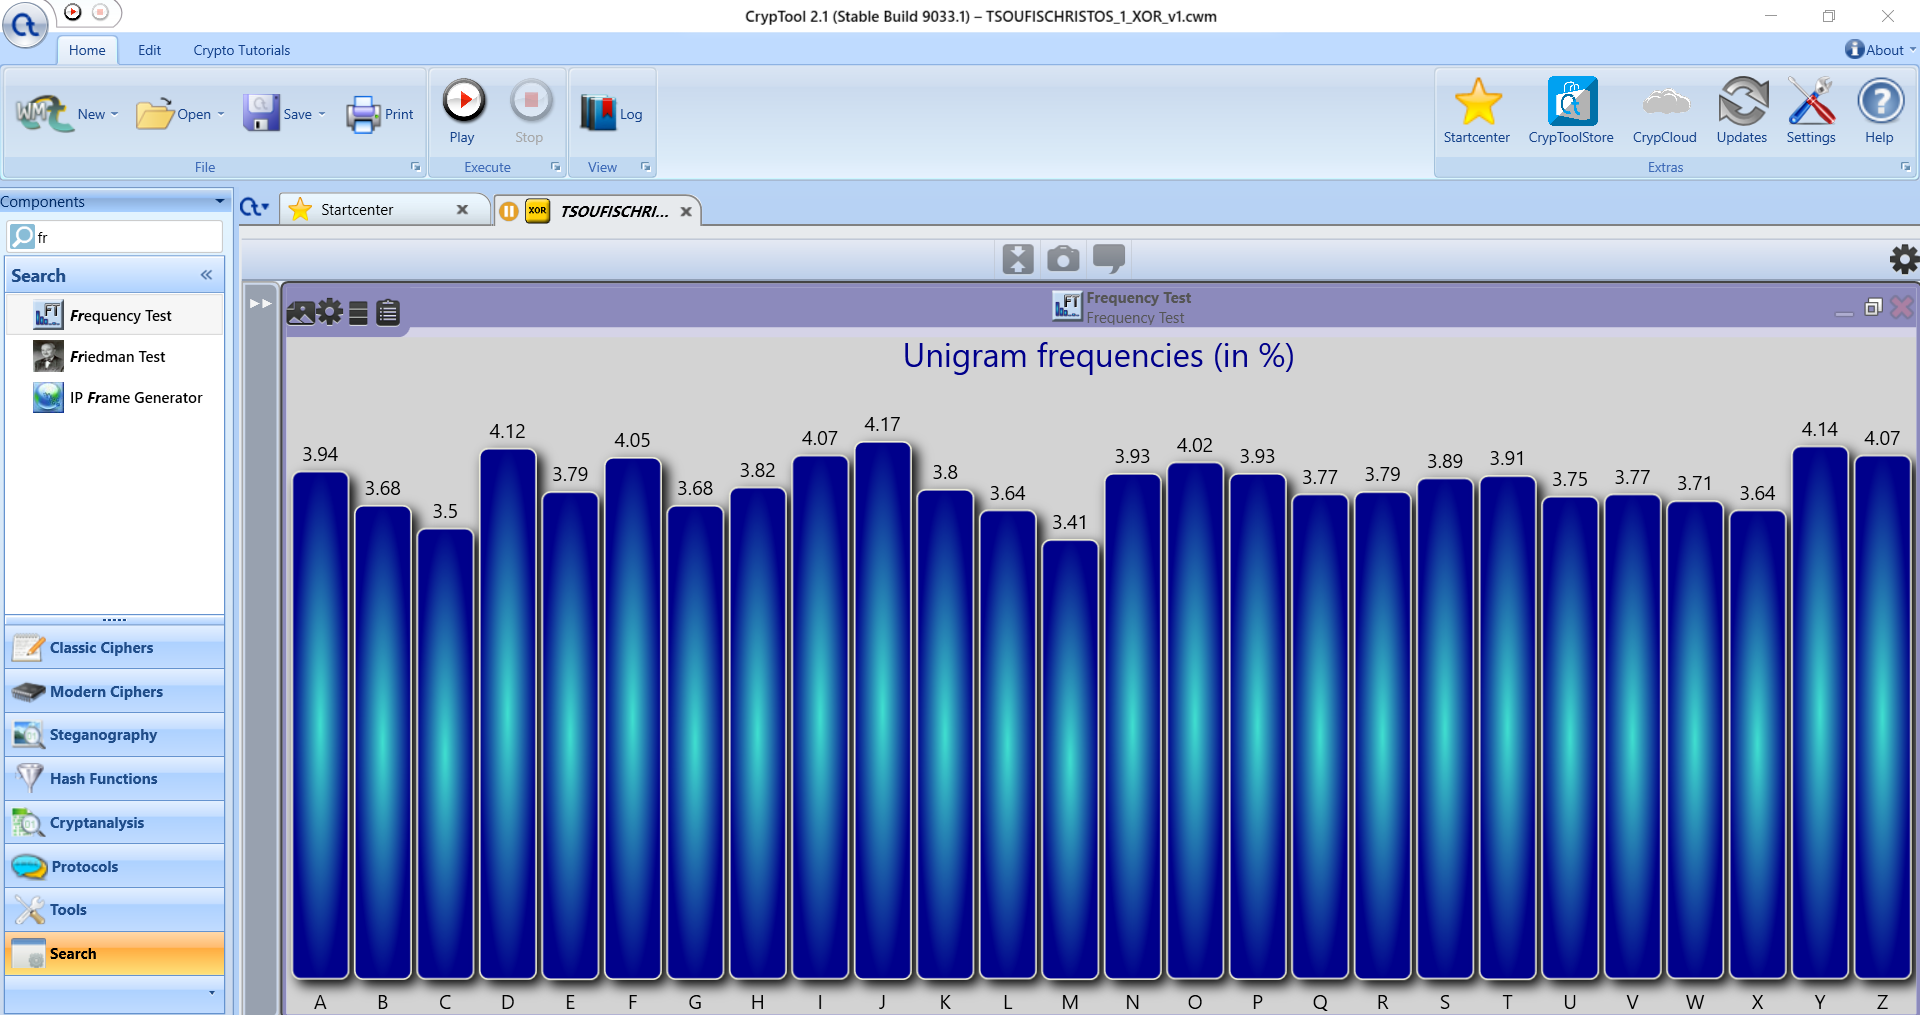 CrypTool 2.1 (Stable Build 9033.1) – TSOUFISCHRISTOS_1_XOR_v1.cwm
Home Edit Crypto Tutorials About
New Open Save Print
Play Stop
Log
Startcenter CrypToolStore CrypCloud Updates Settings Help
File Execute View Extras
Components
Startcenter
XOR TSOUFISCHRI...
fr
Search
Frequency Test
Friedman Test
IP Frame Generator
Classic Ciphers
Modern Ciphers
Steganography
Hash Functions
Cryptanalysis
Protocols
Tools
Search
FT Frequency Test
Frequency Test
Unigram frequencies (in %)
3.94 3.68 3.5 4.12 3.79 4.05 3.68 3.82 4.07 4.17 3.8 3.64 3.41 3.93 4.02 3.93 3.77 3.79 3.89 3.91 3.75 3.77 3.71 3.64 4.14 4.07
A B C D E F G H I J K L M N O P Q R S T U V W X Y Z